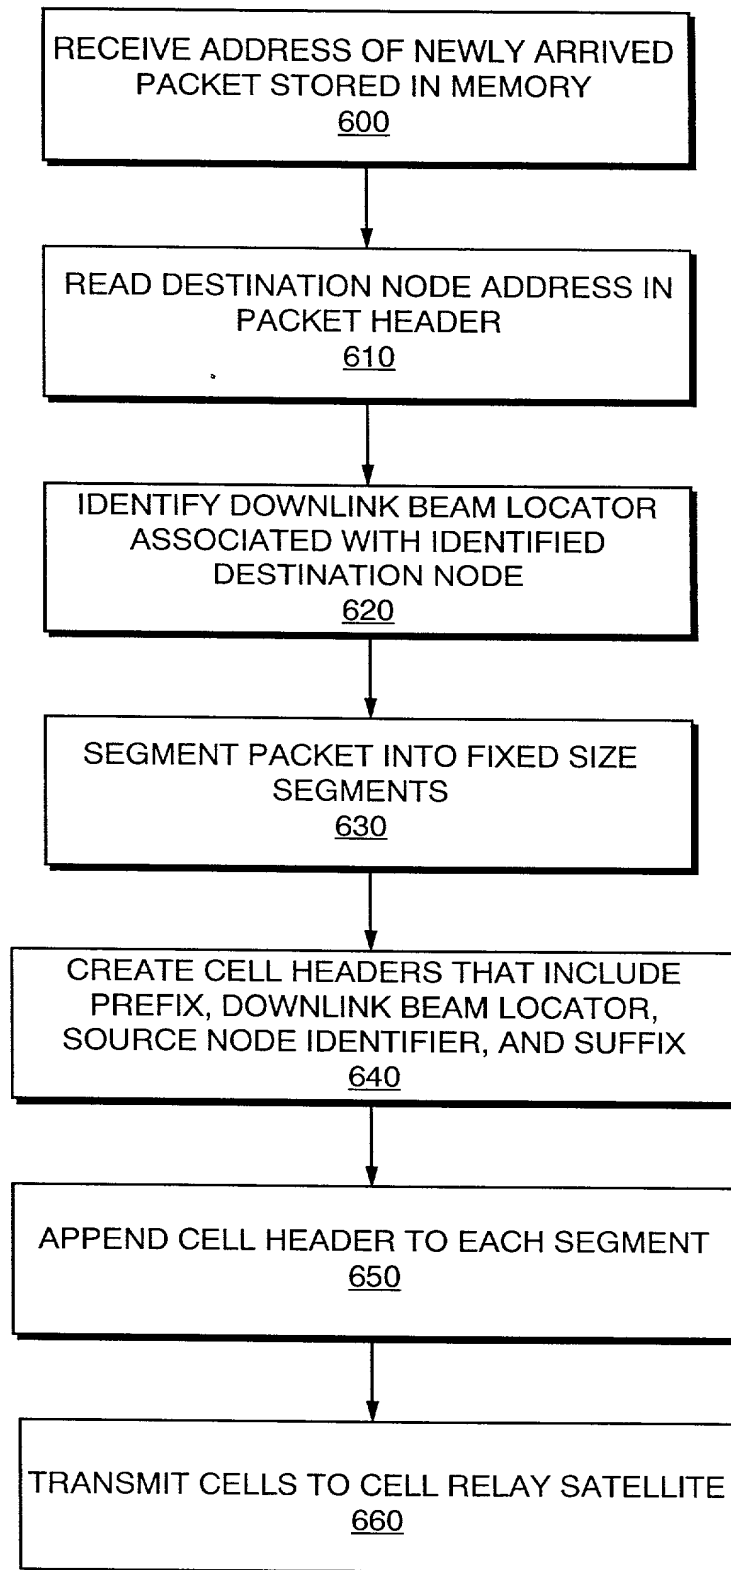 RECEIVE ADDRESS OF NEWLY ARRIVED
PACKET STORED IN MEMORY
600
READ DESTINATION NODE ADDRESS IN
PACKET HEADER
610
IDENTIFY DOWNLINK BEAM LOCATOR
ASSOCIATED WITH IDENTIFIED
DESTINATION NODE
620
SEGMENT PACKET INTO FIXED SIZE
SEGMENTS
630
CREATE CELL HEADERS THAT INCLUDE
PREFIX, DOWNLINK BEAM LOCATOR,
SOURCE NODE IDENTIFIER, AND SUFFIX
640
APPEND CELL HEADER TO EACH SEGMENT
650
TRANSMIT CELLS TO CELL RELAY SATELLITE
660